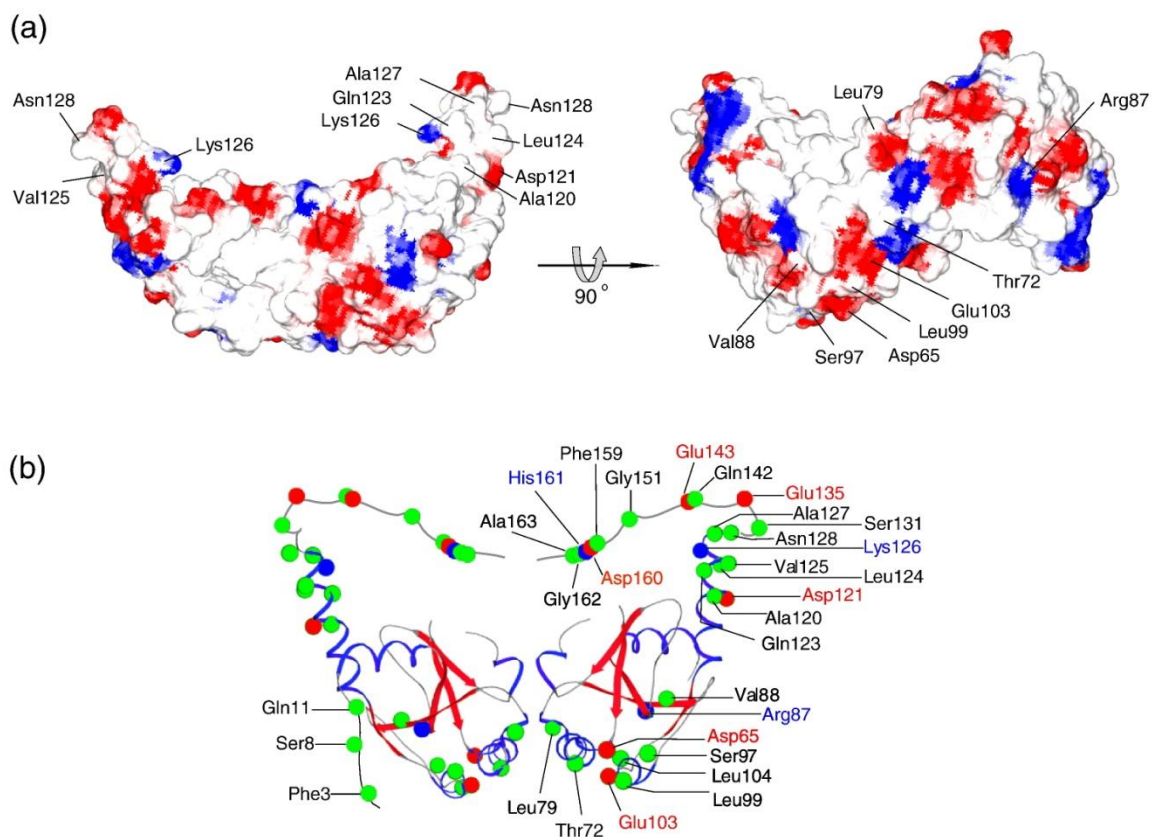 (a)
Asn128
Lys126
Val125
Ala127
Gln123
Lys126
Asn128
Leu124
Asp121
Ala120
90 °
Leu79
Arg87
Thr72
Glu103
Leu99
Asp65
Ser97
Val88
(b)
Phe159
Glu143
His161
Gly151
Gln142
Glu135
Ala163
Ala127
Ser131
Asn128
Lys126
Val125
Leu124
Asp160
Gly162
Asp121
Ala120
Gln123
Val88
Gln11
Arg87
Ser8
Asp65
Ser97
Leu104
Phe3
Leu79
Leu99
Thr72
Glu103